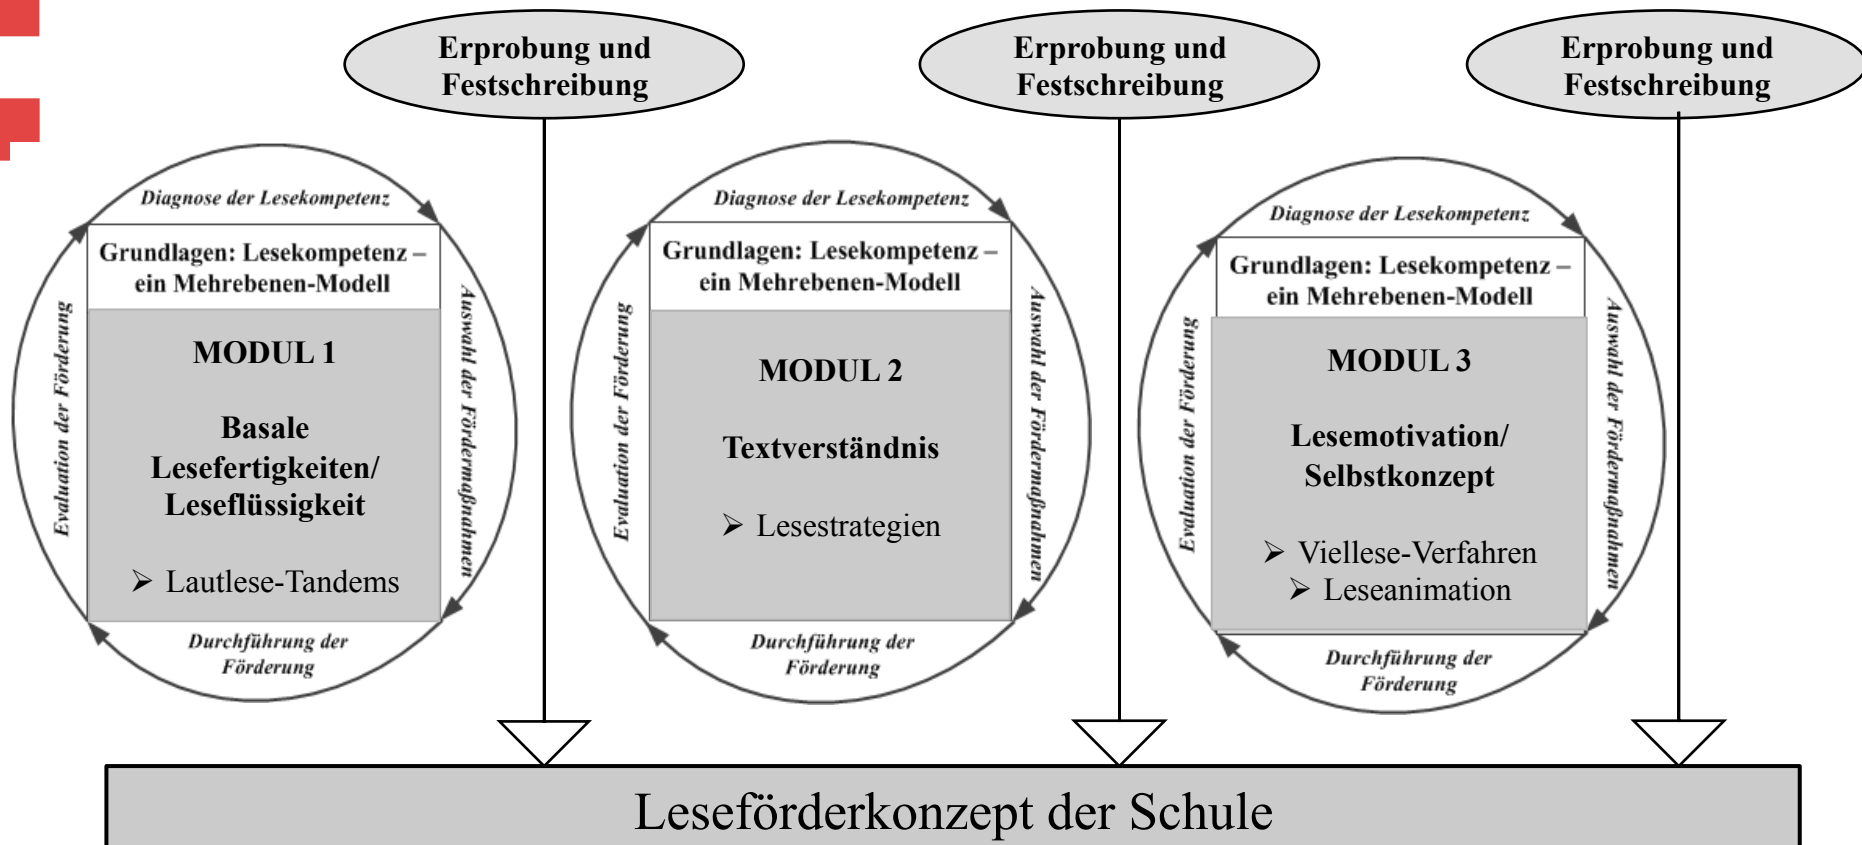 Erprobung und
Festschreibung
Erprobung und
Festschreibung
Erprobung und
Festschreibung
Diagnose der Lesekompetenz
Grundlagen: Lesekompetenz –
ein Mehrebenen-Modell
Evaluation der Förderung
Auswahl der Fördermaßnahmen
MODUL 1
Basale
Lesefertigkeiten/
Leseflüssigkeit
➢ Lautlese-Tandems
Durchführung der
Förderung
Diagnose der Lesekompetenz
Grundlagen: Lesekompetenz –
ein Mehrebenen-Modell
Evaluation der Förderung
Auswahl der Fördermaßnahmen
MODUL 2
Textverständnis
➢ Lesestrategien
Durchführung der
Förderung
Diagnose der Lesekompetenz
Grundlagen: Lesekompetenz –
ein Mehrebenen-Modell
Evaluation der Förderung
Auswahl der Fördermaßnahmen
MODUL 3
Lesemotivation/
Selbstkonzept
➢ Viellese-Verfahren
➢ Leseanimation
Durchführung der
Förderung
Leseförderkonzept der Schule